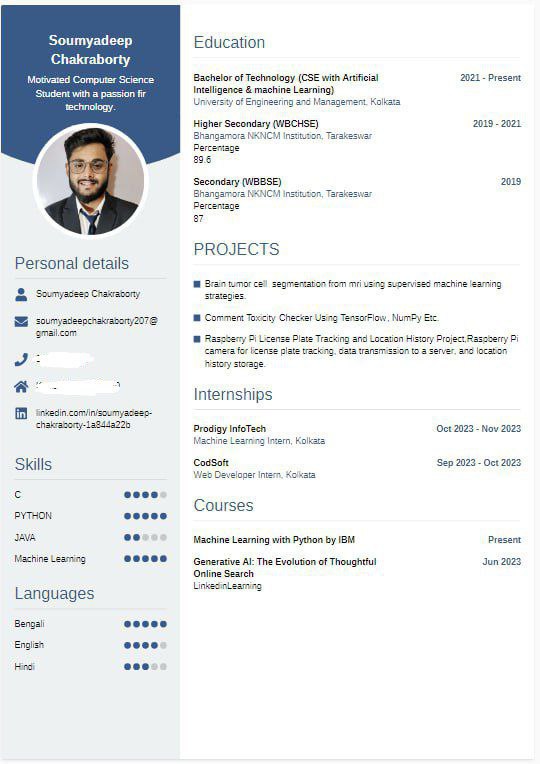 Soumyadeep
Chakraborty
Motivated Computer Science
Student with a passion fir
technology.
Personal details
Soumyadeep Chakraborty
soumyadeepchakraborty207@
gmail.com
linkedin.com/in/soumyadeep-
chakraborty-1a844a22b
Skills
C
PYTHON
JAVA
Machine Learning
Languages
Bengali
English
Hindi
Education
Bachelor of Technology (CSE with Artificial 2021 - Present
Intelligence & machine Learning)
University of Engineering and Management, Kolkata
Higher Secondary (WBCHSE) 2019 - 2021
Bhangamora NKNCM Institution, Tarakeswar
Percentage
89.6
Secondary (WBBSE) 2019
Bhangamora NKNCM Institution, Tarakeswar
Percentage
87
PROJECTS
Brain tumor cell segmentation from mri using supervised machine learning
strategies.
Comment Toxicity Checker Using TensorFlow, NumPy Etc.
Raspberry Pi License Plate Tracking and Location History Project,Raspberry Pi
camera for license plate tracking, data transmission to a server, and location
history storage.
Internships
Prodigy InfoTech Oct 2023 - Nov 2023
Machine Learning Intern, Kolkata
CodSoft Sep 2023 - Oct 2023
Web Developer Intern, Kolkata
Courses
Machine Learning with Python by IBM Present
Generative AI: The Evolution of Thoughtful Jun 2023
Online Search
LinkedinLearning